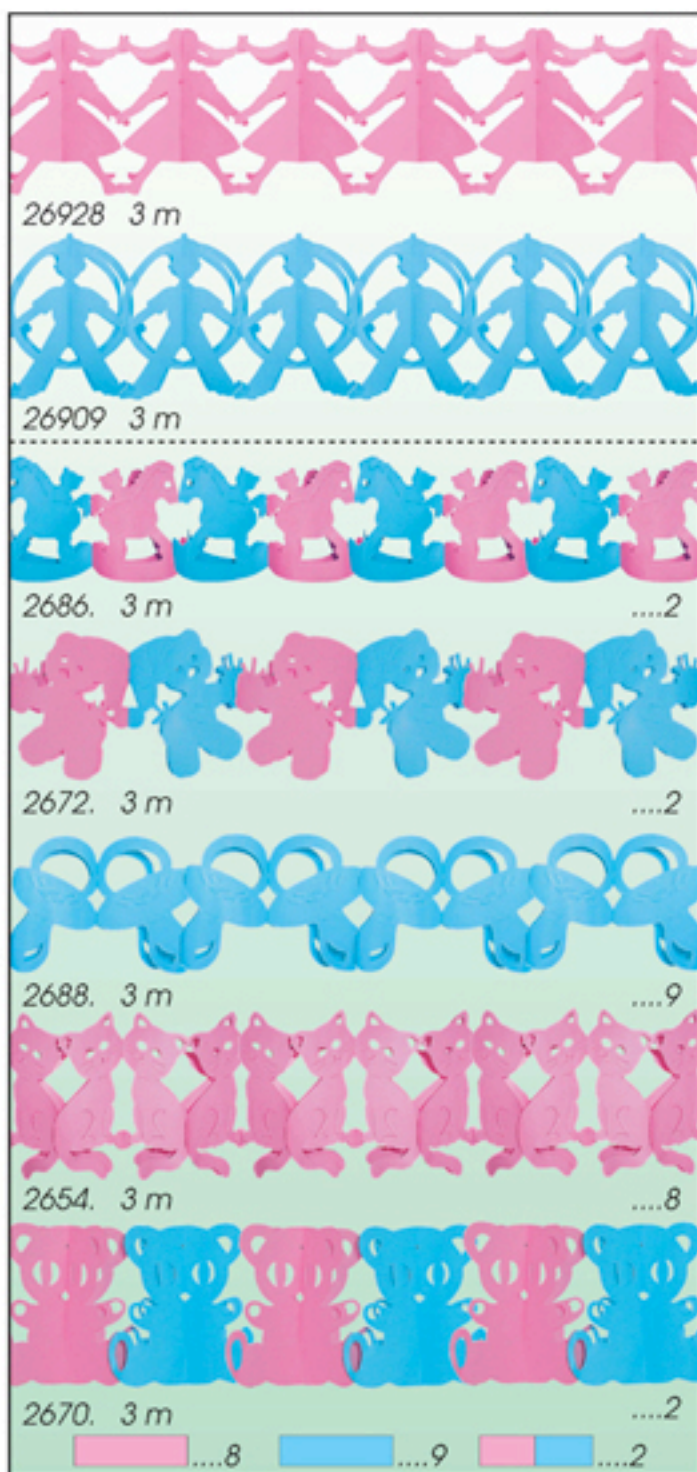 26928 3 m
26909 3 m
2686. 3 m ....2
2672. 3 m ....2
2688. 3 m ....9
2654. 3 m ....8
2670. 3 m ....2
....8 ....9 ....2